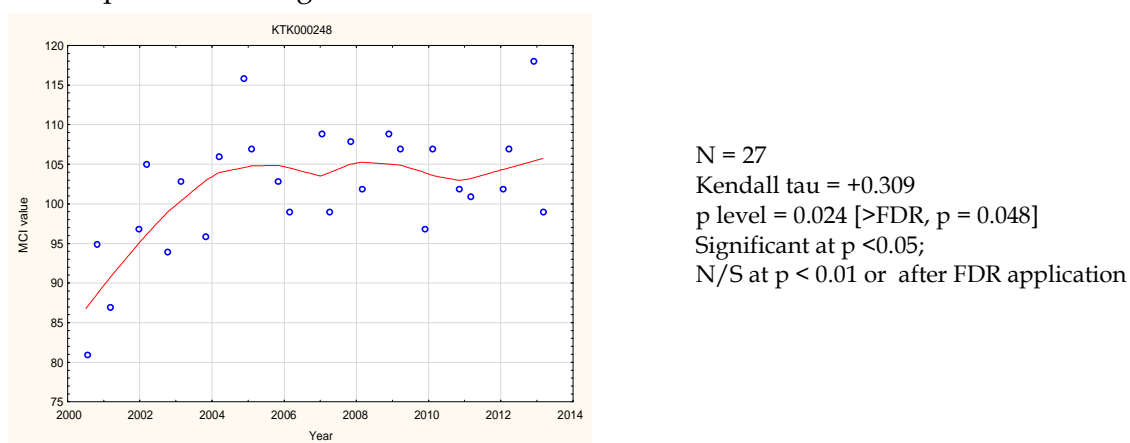 KTK000248
120
115
110
105
100
95
90
85
80
75
MCI value
2000 2002 2004 2006 2008 2010 2012 2014
Year
N = 27
Kendall tau = +0.309
p level = 0.024 [>FDR, p = 0.048]
Significant at p <0.05;
N/S at p < 0.01 or after FDR application